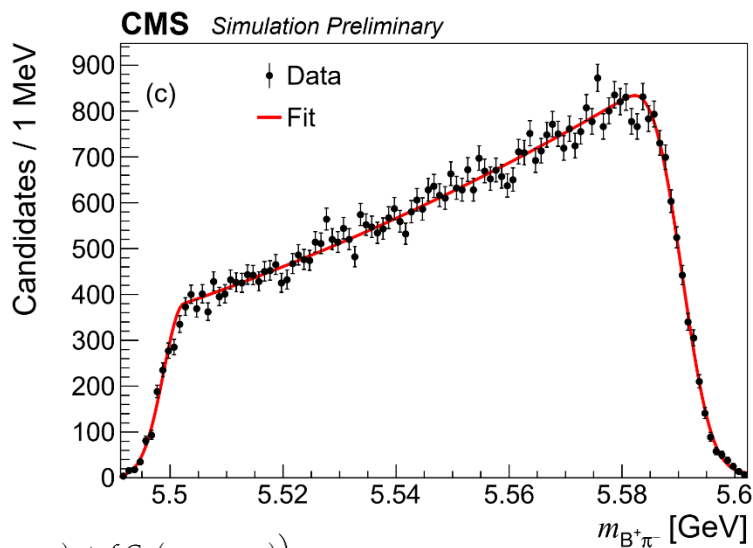 CMS Simulation Preliminary
Candidates / 1 MeV
900
800
700
600
500
400
300
200
100
0
(c)
Data
Fit
5.5 5.52 5.54 5.56 5.58 5.6
m_{B⁺π⁻} [GeV]